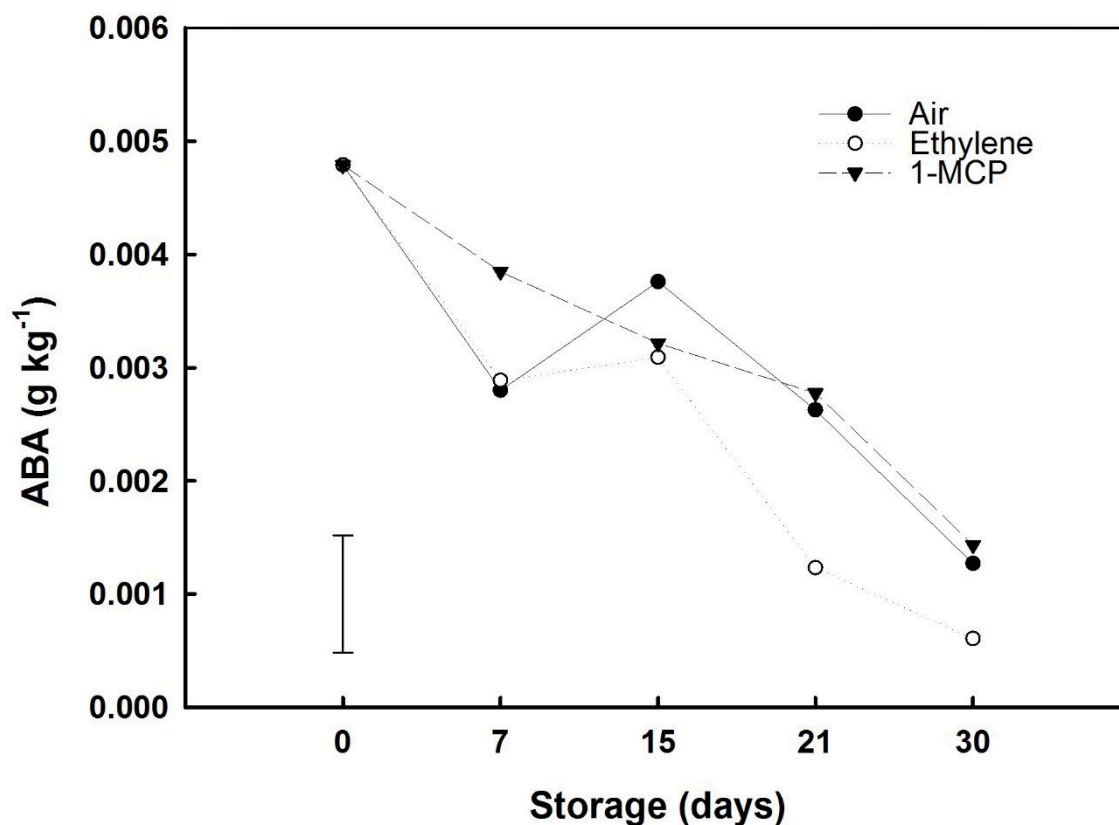 0.006
0.005
0.004
0.003
0.002
0.001
0.000
ABA (g kg⁻¹)
Air
Ethylene
1-MCP
0 7 15 21 30
Storage (days)